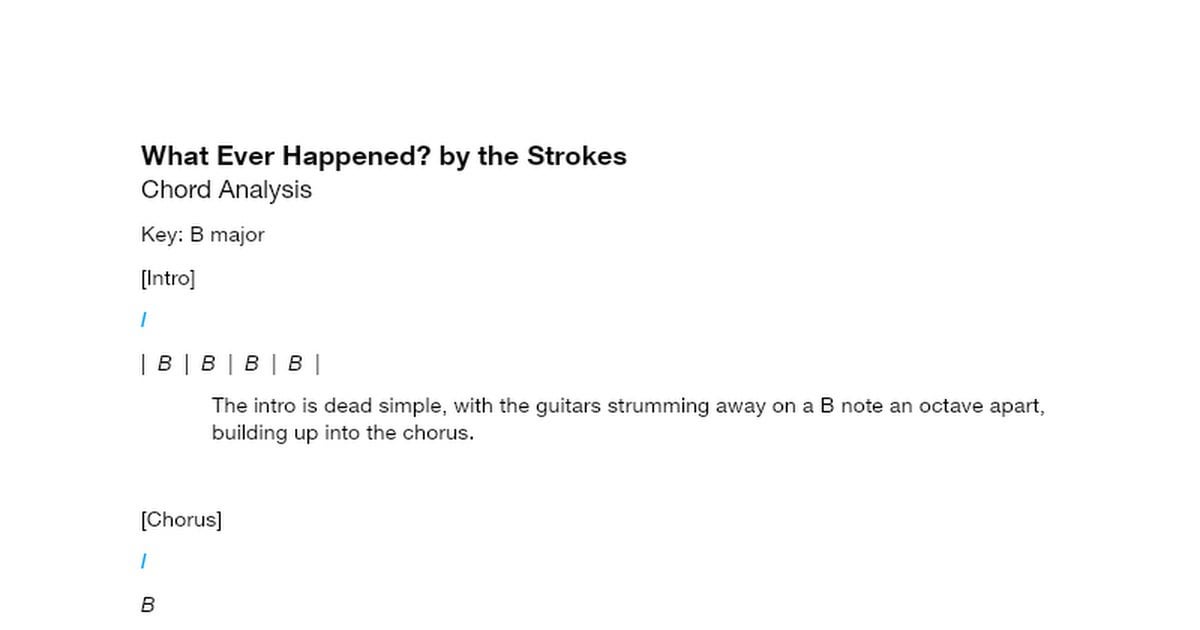 What Ever Happened? by the Strokes
Chord Analysis
Key: B major
[Intro]
I
| B | B | B | B |
The intro is dead simple, with the guitars strumming away on a B note an octave apart,
building up into the chorus.
[Chorus]
I
B